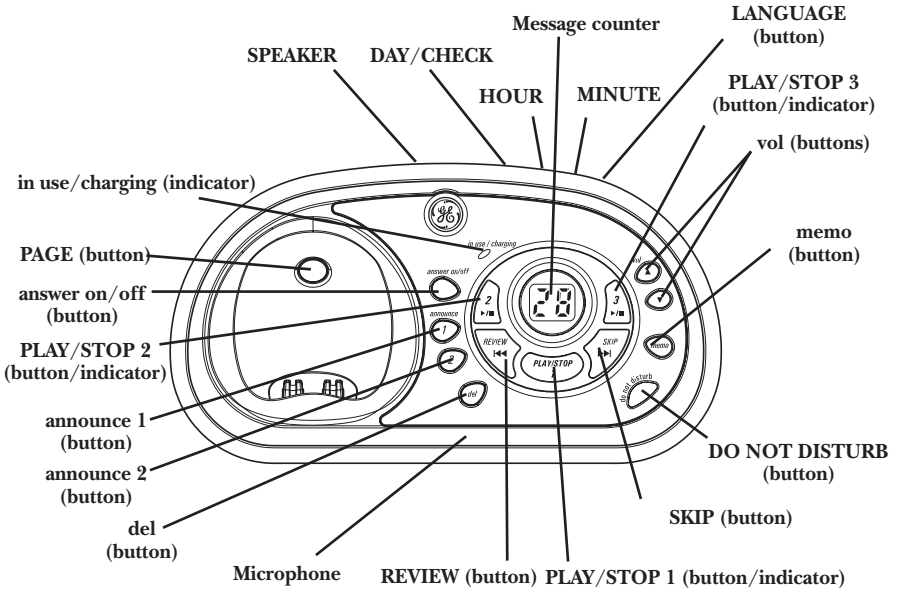 Message counter
LANGUAGE
(button)
SPEAKER
DAY/CHECK
HOUR
MINUTE
PLAY/STOP 3
(button/indicator)
vol (buttons)
in use/charging (indicator)
PAGE (button)
answer on/off
(button)
PLAY/STOP 2
(button/indicator)
announce 1
(button)
announce 2
(button)
del
(button)
Microphone
REVIEW (button)
PLAY/STOP 1 (button/indicator)
SKIP (button)
DO NOT DISTURB
(button)
memo
(button)
GE
in use / charging
answer on/off
announce
1
2
del
2
28
3
REVIEW
PLAY/STOP
1
SKIP
vol
memo
do not disturb